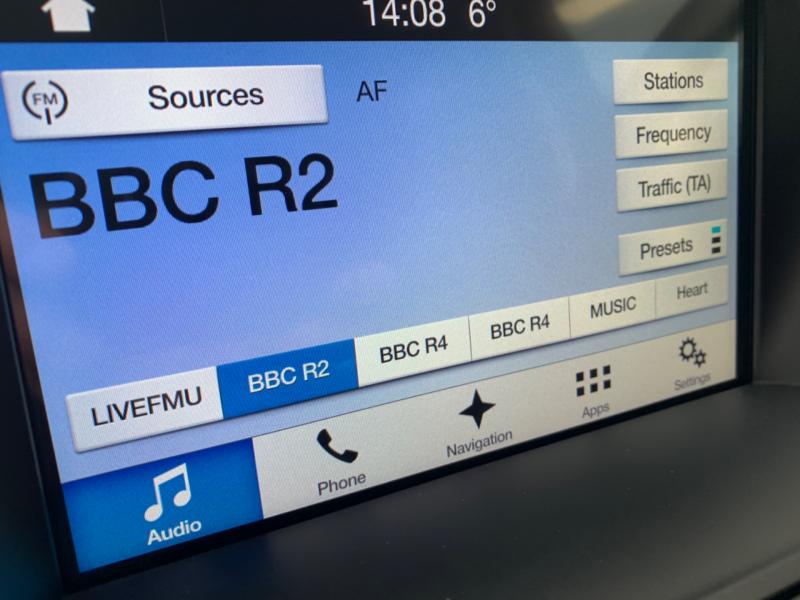 14:08 6°
FM Sources AF
Stations
Frequency
BBC R2
Traffic (TA)
Presets
LIVEFMU BBC R2 BBC R4 BBC R4 MUSIC Heart
Audio Phone Navigation Apps Settings